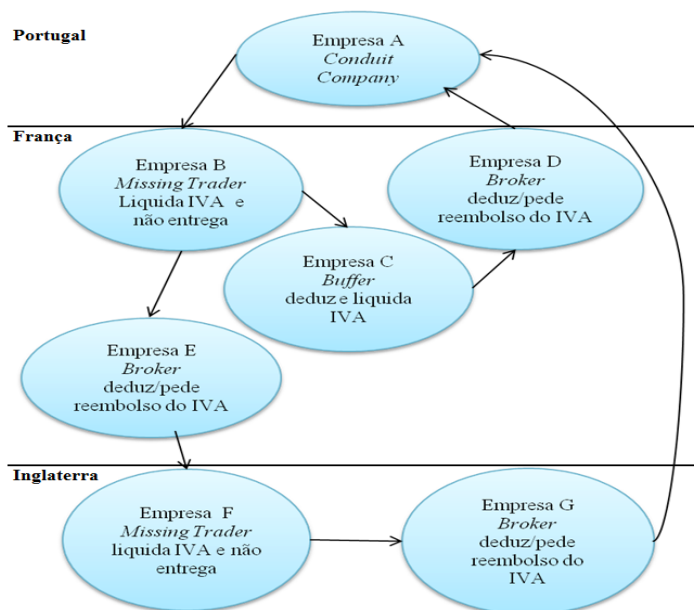 Portugal
Empresa A
Conduit
Company
França
Empresa B
Missing Trader
Liquida IVA e
não entrega
Empresa D
Broker
deduz/pede
reembolso do IVA
Empresa C
Buffer
deduz e liquida
IVA
Empresa E
Broker
deduz/pede
reembolso do IVA
Inglaterra
Empresa F
Missing Trader
liquida IVA e não
entrega
Empresa G
Broker
deduz/pede
reembolso do
IVA